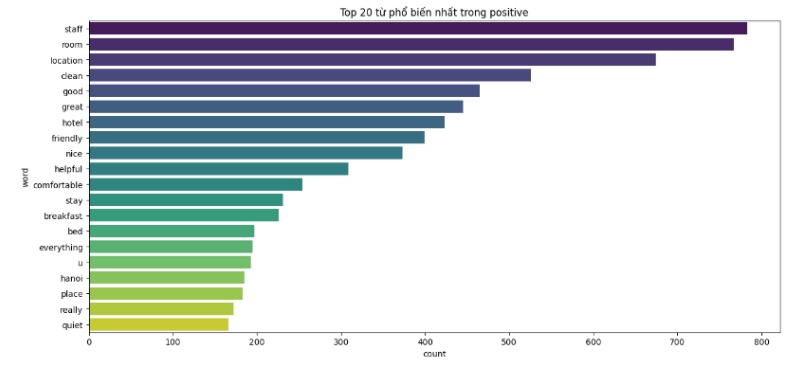 Top 20 từ phổ biến nhất trong positive
staff
room
location
clean
good
great
hotel
friendly
nice
helpful
comfortable
stay
breakfast
bed
everything
u
hanoi
place
really
quiet
word
0 100 200 300 400 500 600 700 800
count